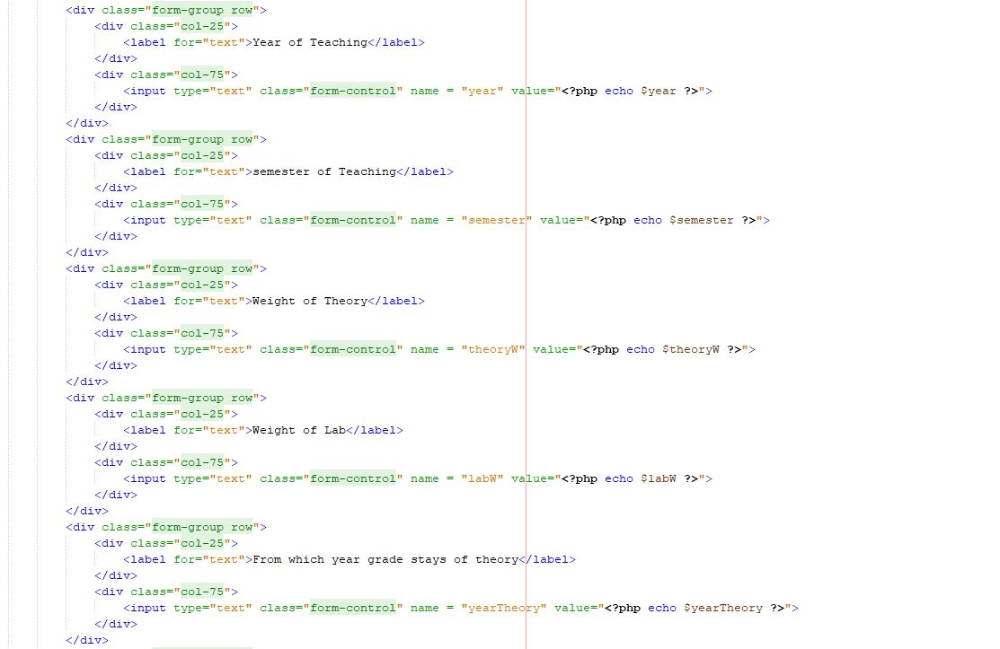 <div class="form-group row">
<div class="col-25">
<label for="text">Year of Teaching</label>
</div>
<div class="col-75">
<input type="text" class="form-control" name = "year" value="<?php echo $year ?>">
</div>
</div>
<div class="form-group row">
<div class="col-25">
<label for="text">semester of Teaching</label>
</div>
<div class="col-75">
<input type="text" class="form-control" name = "semester" value="<?php echo $semester ?>">
</div>
</div>
<div class="form-group row">
<div class="col-25">
<label for="text">Weight of Theory</label>
</div>
<div class="col-75">
<input type="text" class="form-control" name = "theoryW" value="<?php echo $theoryW ?>">
</div>
</div>
<div class="form-group row">
<div class="col-25">
<label for="text">Weight of Lab</label>
</div>
<div class="col-75">
<input type="text" class="form-control" name = "labW" value="<?php echo $labW ?>">
</div>
</div>
<div class="form-group row">
<div class="col-25">
<label for="text">From which year grade stays of theory</label>
</div>
<div class="col-75">
<input type="text" class="form-control" name = "yearTheory" value="<?php echo $yearTheory ?>">
</div>
</div>